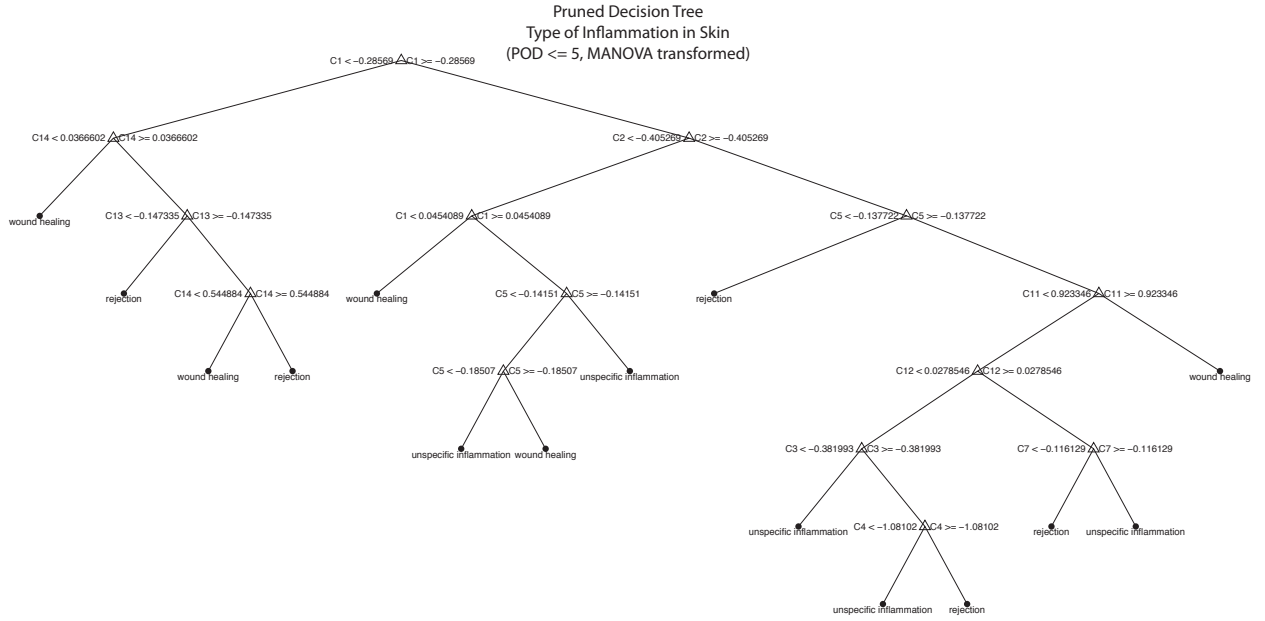 Pruned Decision Tree
Type of Inflammation in Skin
(POD <= 5, MANOVA transformed)
C1 < −0.28569 C1 >= −0.28569
C14 < 0.0366602 C14 >= 0.0366602 C2 < −0.405269 C2 >= −0.405269
wound healing C13 < −0.147335 C13 >= −0.147335 C1 < 0.0454089 C1 >= 0.0454089 C5 < −0.137722 C5 >= −0.137722
rejection C14 < 0.544884 C14 >= 0.544884 wound healing C5 < −0.14151 C5 >= −0.14151 rejection C11 < 0.923346 C11 >= 0.923346
wound healing rejection C5 < −0.18507 C5 >= −0.18507 unspecific inflammation C12 < 0.0278546 C12 >= 0.0278546 wound healing
unspecific inflammation wound healing C3 < −0.381993 C3 >= −0.381993 C7 < −0.116129 C7 >= −0.116129
unspecific inflammation C4 < −1.08102 C4 >= −1.08102 rejection unspecific inflammation
unspecific inflammation rejection